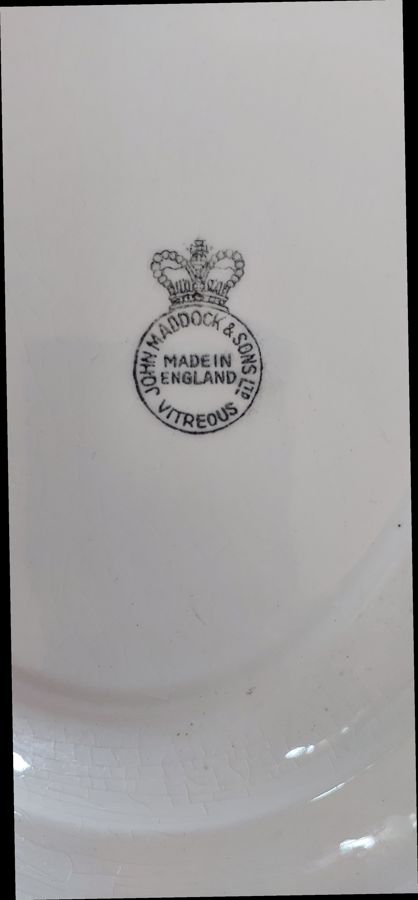 JOHN MADDOCK & SONS LTD
MADE IN
ENGLAND
VITREOUS